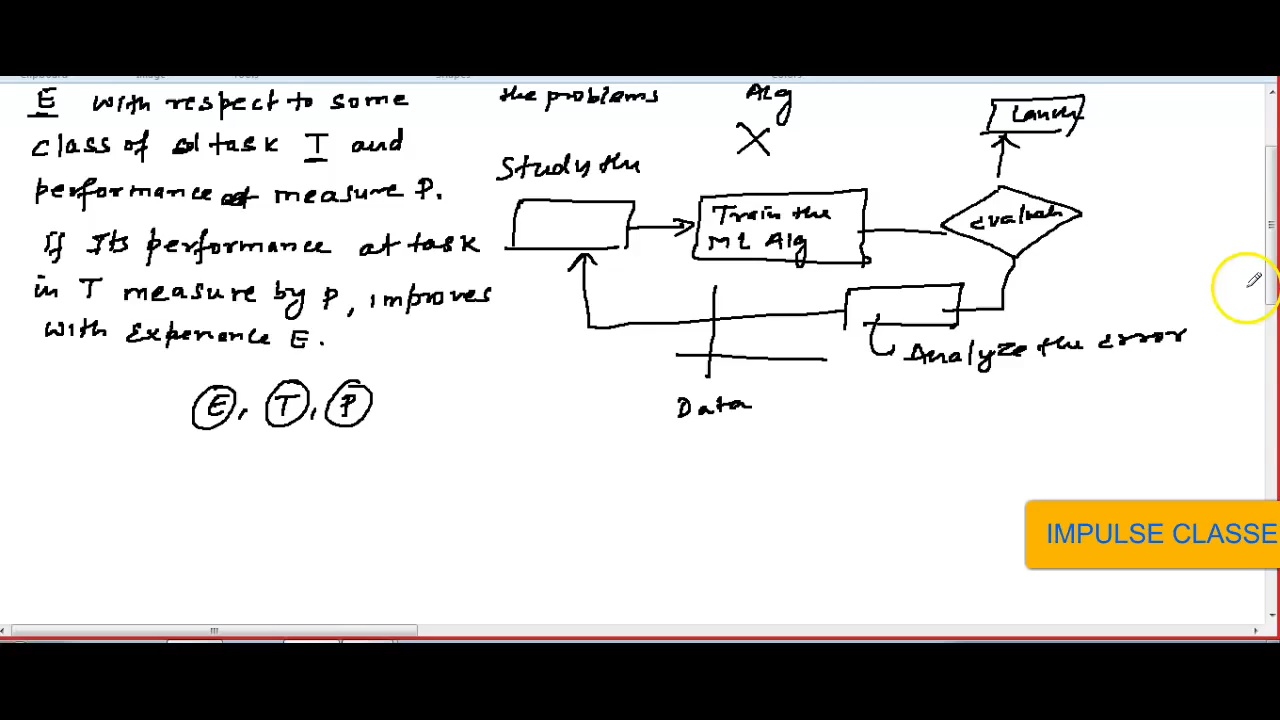 E with respect to some
class of task T and
performance measure P.
If Its performance at task
in T measure by P, improves
with Experience E.
E, T, P
the problems
Alg
Study the
Train the
ML Alg
evaluate
Launch
Analyze the error
Data
IMPULSE CLASSE